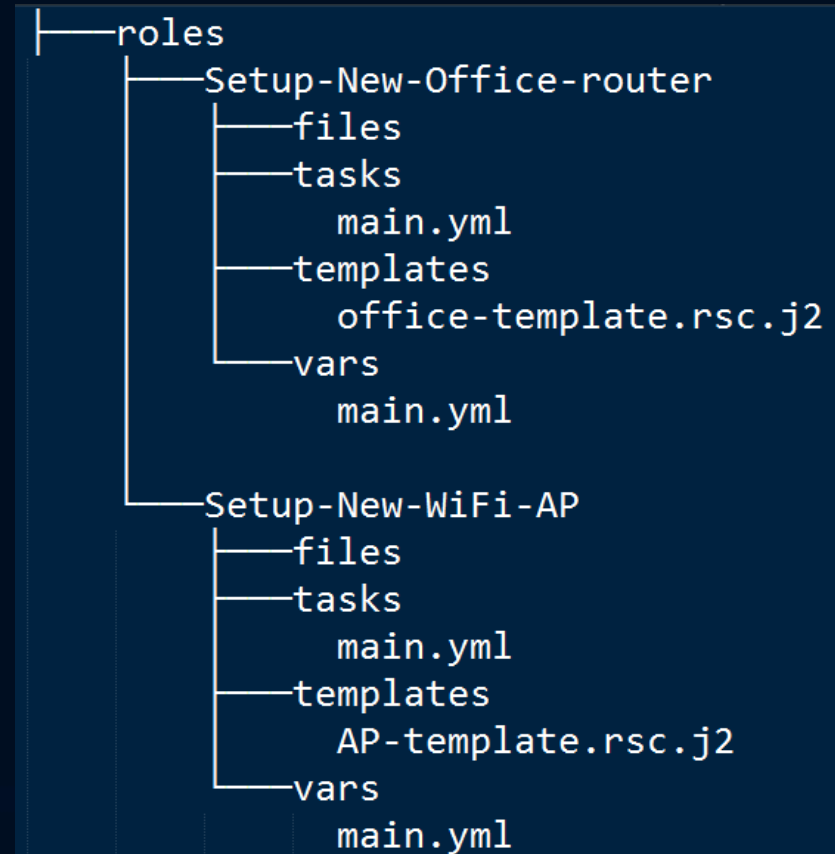 ├────roles
├────Setup-New-Office-router
├────files
├────tasks
main.yml
├────templates
office-template.rsc.j2
└────vars
main.yml
└────Setup-New-WiFi-AP
├────files
├────tasks
main.yml
├────templates
AP-template.rsc.j2
└────vars
main.yml